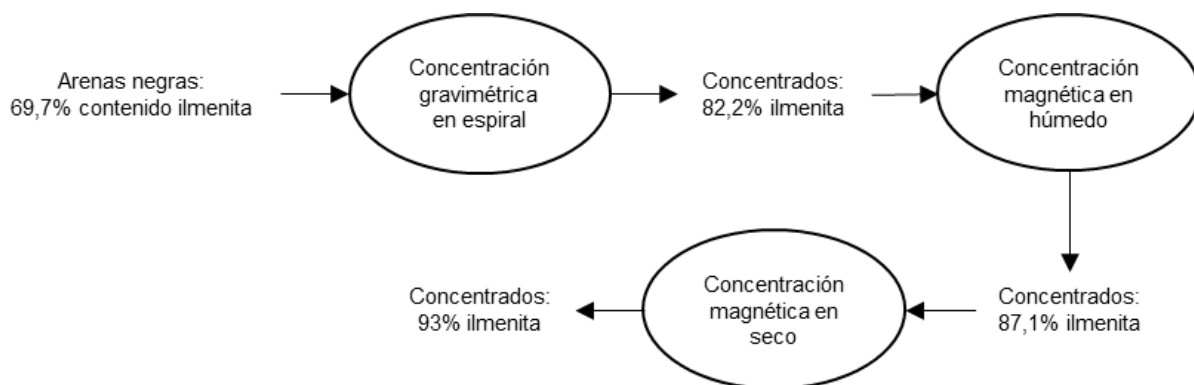 Arenas negras:
69,7% contenido ilmenita
Concentración
gravimétrica
en espiral
Concentrados:
82,2% ilmenita
Concentración
magnética en
húmedo
Concentrados:
87,1% ilmenita
Concentración
magnética en
seco
Concentrados:
93% ilmenita